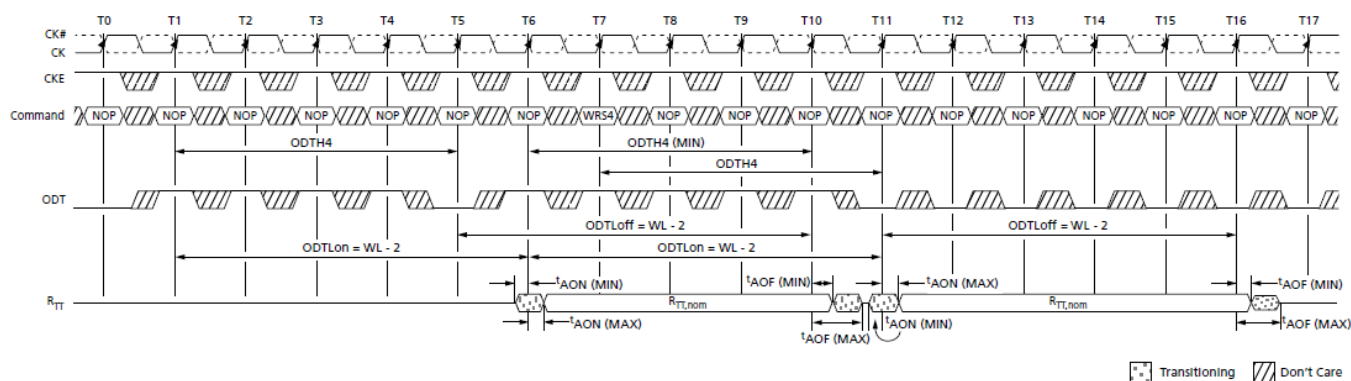 T0 T1 T2 T3 T4 T5 T6 T7 T8 T9 T10 T11 T12 T13 T14 T15 T16 T17
CK#
CK
CKE
Command NOP NOP NOP NOP NOP NOP NOP WRS4 NOP NOP NOP NOP NOP NOP NOP NOP NOP NOP
ODTH4 ODTH4 (MIN)
ODTH4
ODT
ODTLoff = WL - 2 ODTLoff = WL - 2
ODTLon = WL - 2 ODTLon = WL - 2
tAON (MIN) tAOF (MIN) tAON (MAX) tAOF (MIN)
RTT RTT,nom RTT,nom
tAON (MAX) tAON (MIN) tAOF (MAX)
tAOF (MAX)
Transitioning Don't Care